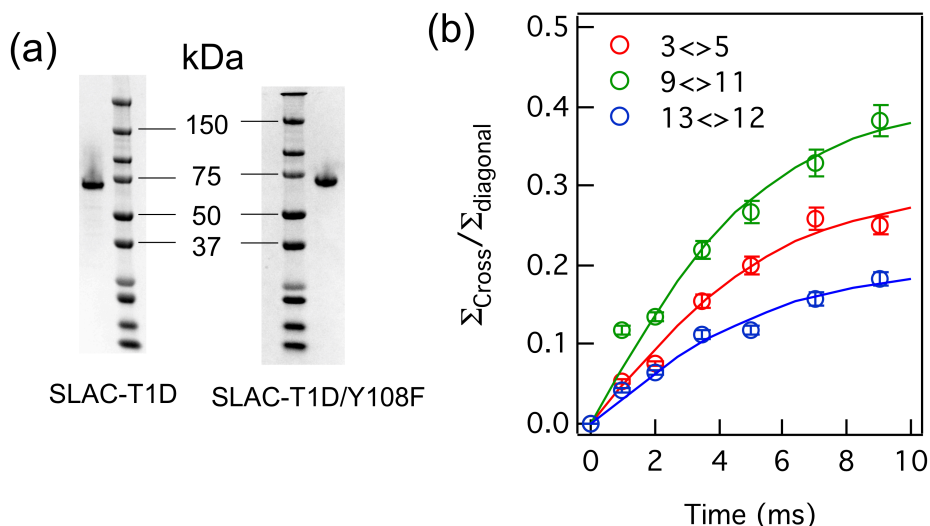 (a)
kDa
150
75
50
37
SLAC-T1D
SLAC-T1D/Y108F
(b)
3<>5
9<>11
13<>12
0.5
0.4
0.3
0.2
0.1
0.0
ΣCross/Σdiagonal
0 2 4 6 8 10
Time (ms)